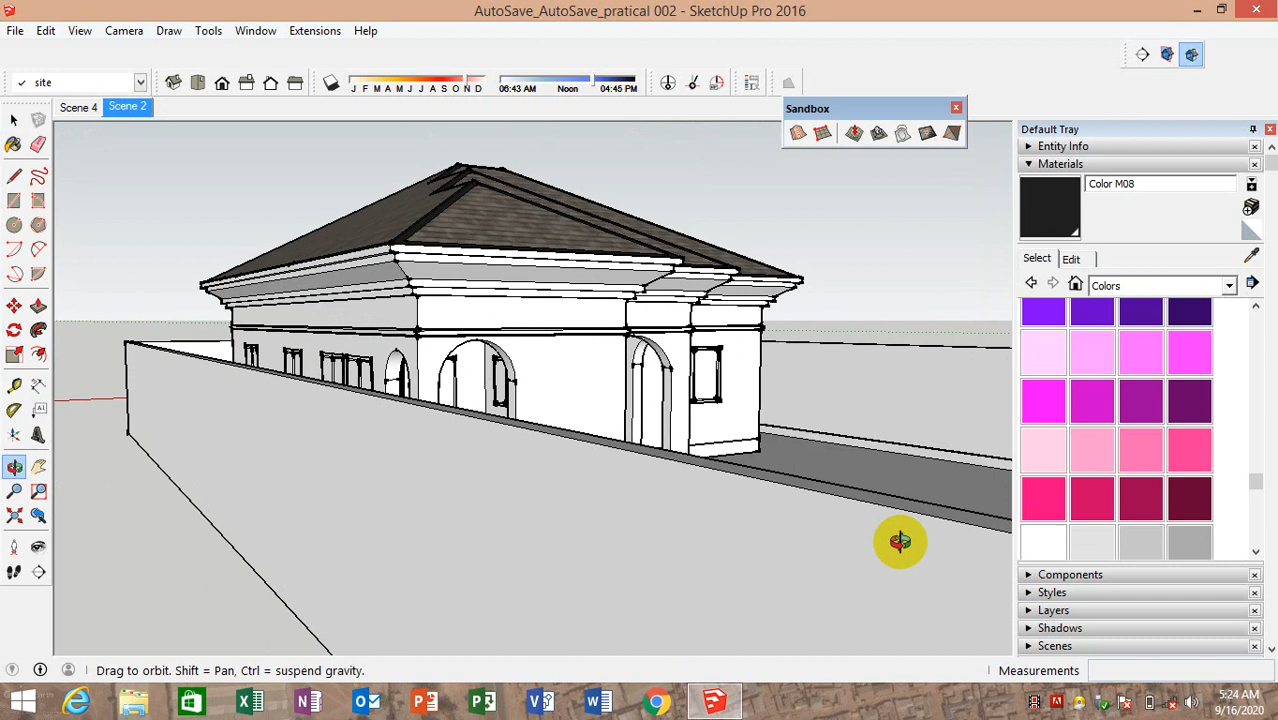 AutoSave_AutoSave_pratical 002 - SketchUp Pro 2016
File Edit View Camera Draw Tools Window Extensions Help
site
J F M A M J J A S O N D
06:43 AM Noon 04:45 PM
Scene 4 Scene 2
Sandbox
Default Tray
Entity Info
Materials
Color M08
Select Edit
Colors
Components
Styles
Layers
Shadows
Scenes
Drag to orbit. Shift = Pan, Ctrl = suspend gravity.
Measurements
5:24 AM
9/16/2020